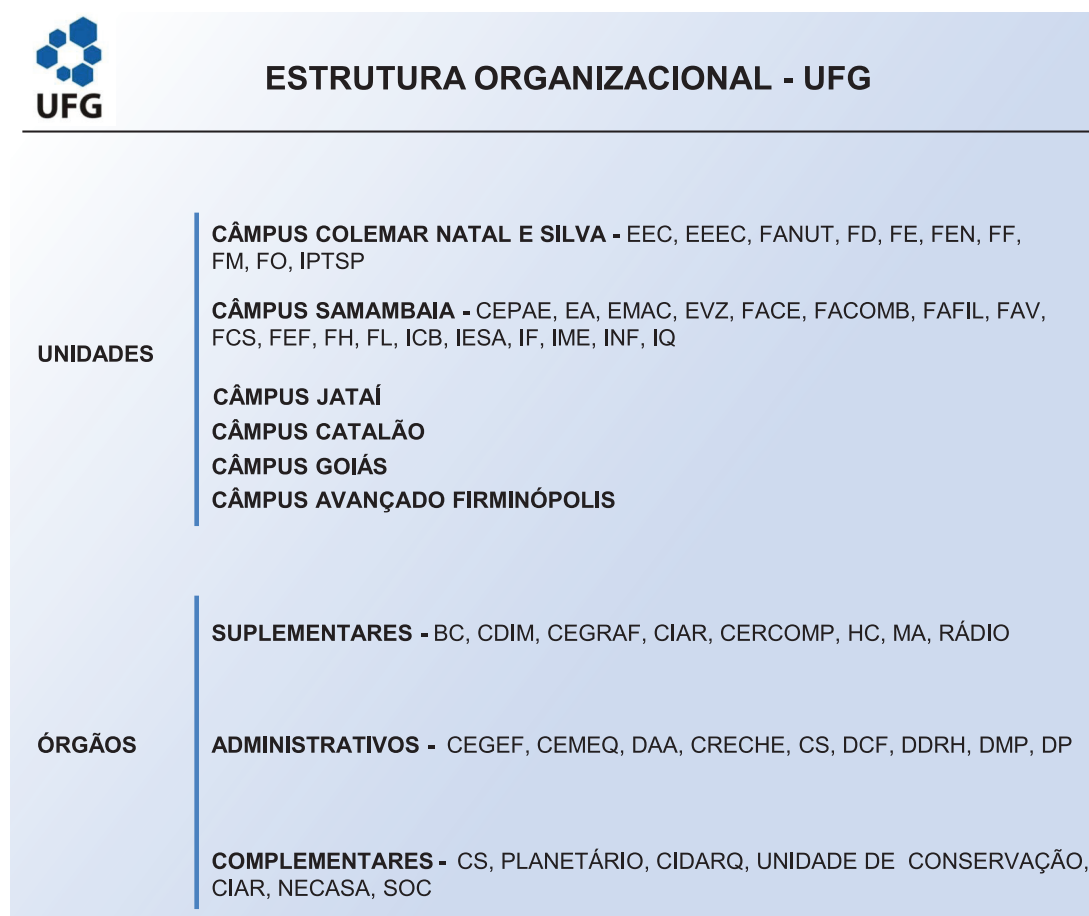 UFG
ESTRUTURA ORGANIZACIONAL - UFG
UNIDADES
CÂMPUS COLEMAR NATAL E SILVA - EEC, EEEC, FANUT, FD, FE, FEN, FF,
FM, FO, IPTSP
CÂMPUS SAMAMBAIA - CEPAE, EA, EMAC, EVZ, FACE, FACOMB, FAFIL, FAV,
FCS, FEF, FH, FL, ICB, IESA, IF, IME, INF, IQ
CÂMPUS JATAÍ
CÂMPUS CATALÃO
CÂMPUS GOIÁS
CÂMPUS AVANÇADO FIRMINÓPOLIS
ÓRGÃOS
SUPLEMENTARES - BC, CDIM, CEGRAF, CIAR, CERCOMP, HC, MA, RÁDIO
ADMINISTRATIVOS - CEGEF, CEMEQ, DAA, CRECHE, CS, DCF, DDRH, DMP, DP
COMPLEMENTARES - CS, PLANETÁRIO, CIDARQ, UNIDADE DE CONSERVAÇÃO,
CIAR, NECASA, SOC